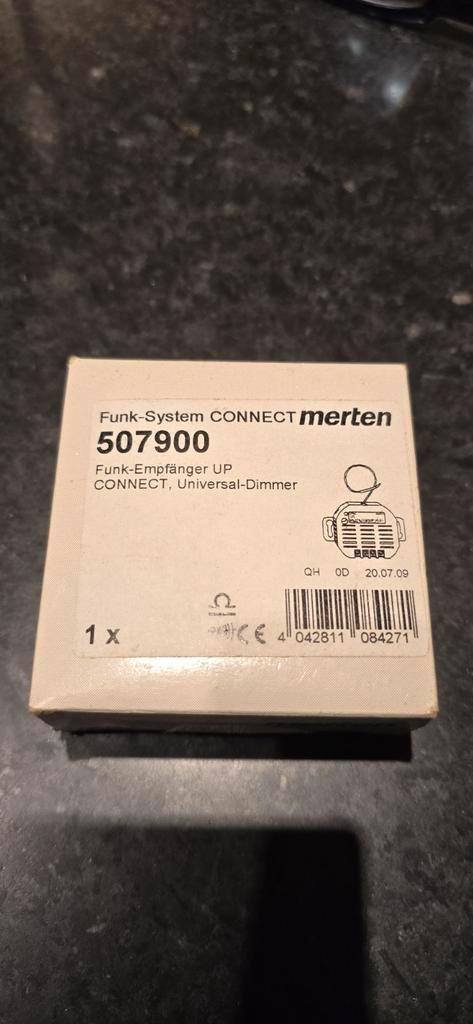 Funk-System CONNECT merten
507900
Funk-Empfänger UP
CONNECT, Universal-Dimmer
QH 0D 20.07.09
1 x
CE
4 042811 084271